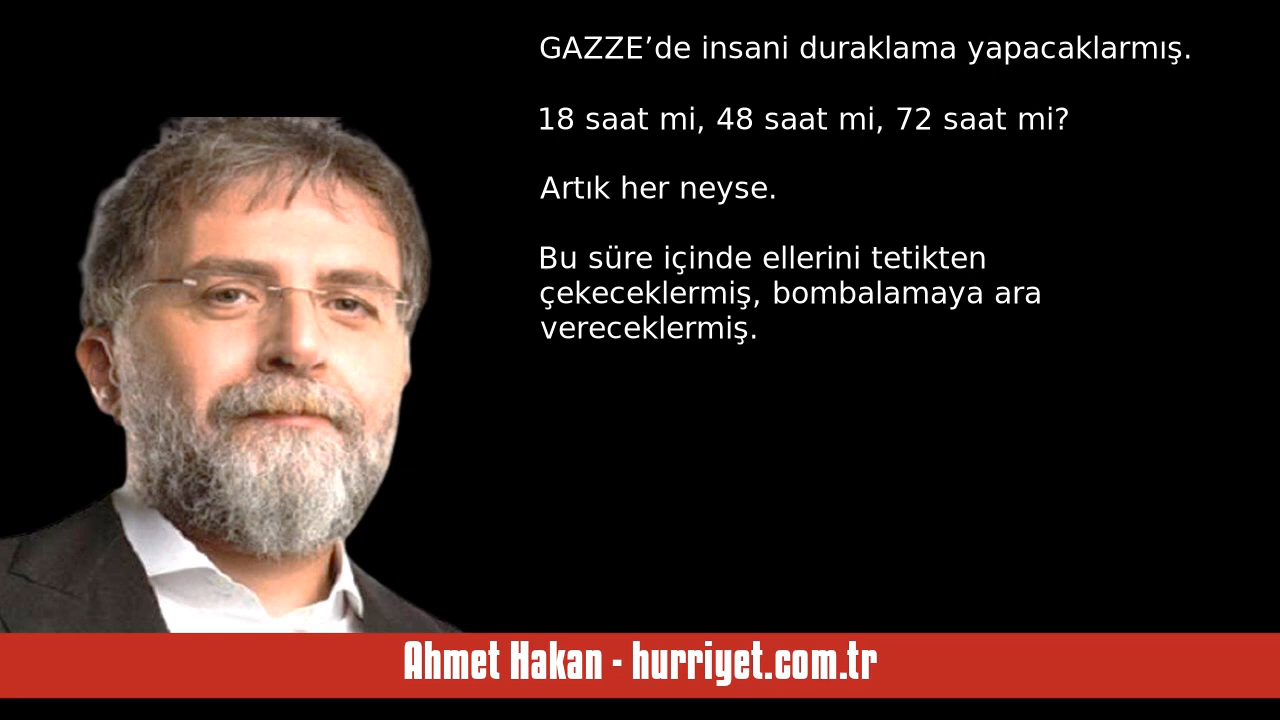 GAZZE’de insani duraklama yapacaklarmış.
18 saat mi, 48 saat mi, 72 saat mi?
Artık her neyse.
Bu süre içinde ellerini tetikten
çekeceklermiş, bombalamaya ara
vereceklermiş.
Ahmet Hakan - hurriyet.com.tr